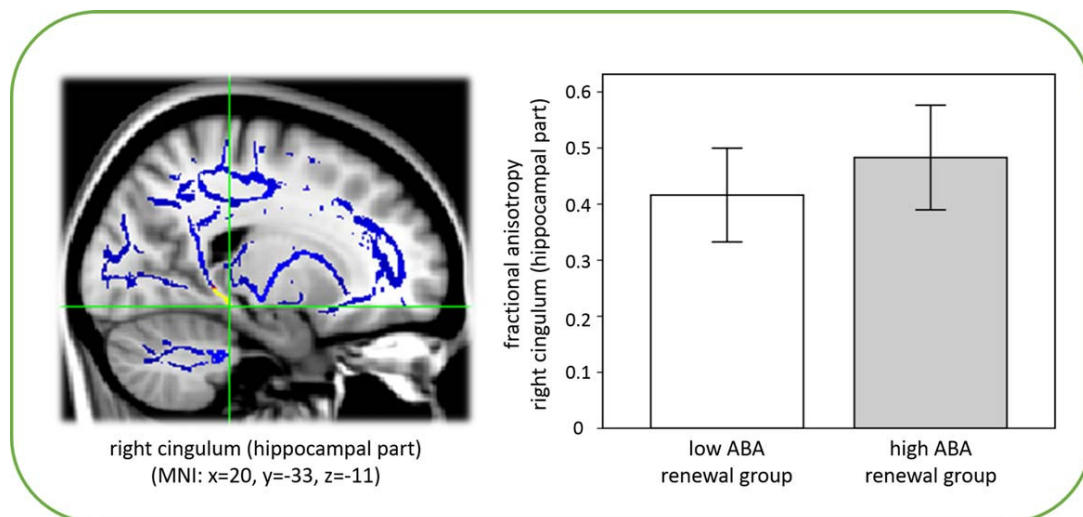 right cingulum (hippocampal part)
(MNI: x=20, y=-33, z=-11)
fractional anisotropy
right cingulum (hippocampal part)
0.6
0.5
0.4
0.3
0.2
0.1
0
low ABA
renewal group
high ABA
renewal group